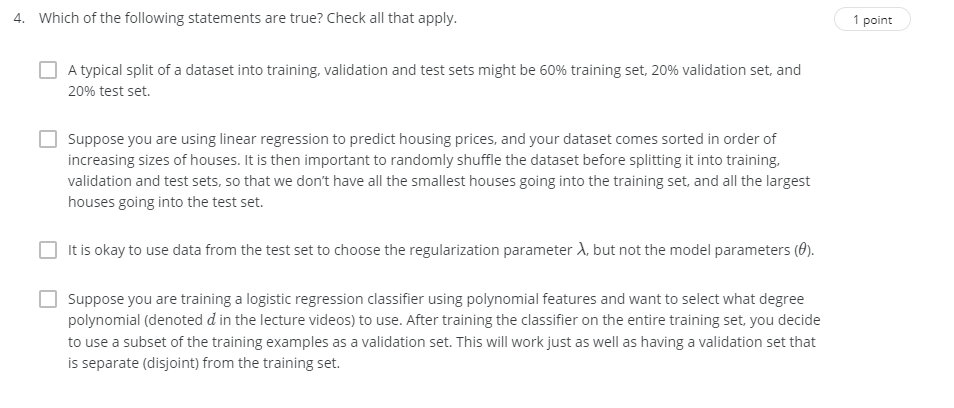 4. Which of the following statements are true? Check all that apply.
1 point
A typical split of a dataset into training, validation and test sets might be 60% training set, 20% validation set, and
20% test set.
Suppose you are using linear regression to predict housing prices, and your dataset comes sorted in order of
increasing sizes of houses. It is then important to randomly shuffle the dataset before splitting it into training,
validation and test sets, so that we don't have all the smallest houses going into the training set, and all the largest
houses going into the test set.
It is okay to use data from the test set to choose the regularization parameter λ, but not the model parameters (θ).
Suppose you are training a logistic regression classifier using polynomial features and want to select what degree
polynomial (denoted d in the lecture videos) to use. After training the classifier on the entire training set, you decide
to use a subset of the training examples as a validation set. This will work just as well as having a validation set that
is separate (disjoint) from the training set.